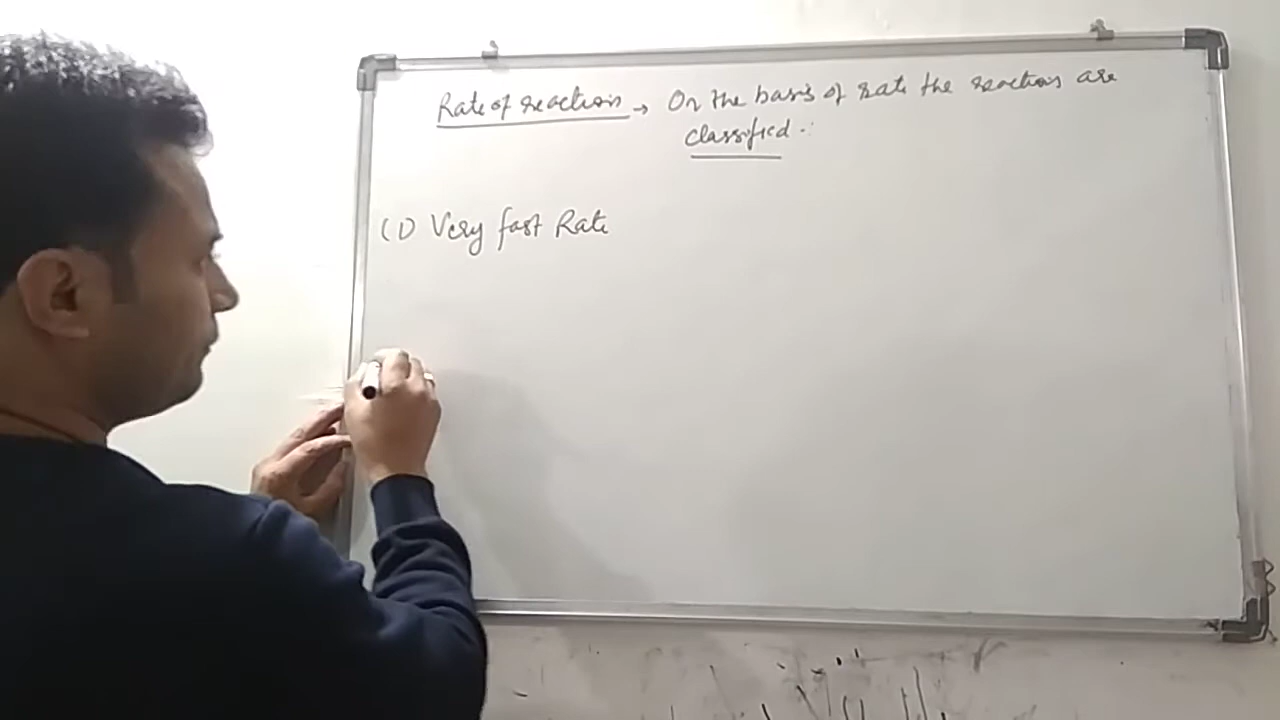 Rate of reaction → On the basis of rate the reactions are
classified :
(1) Very fast Rate